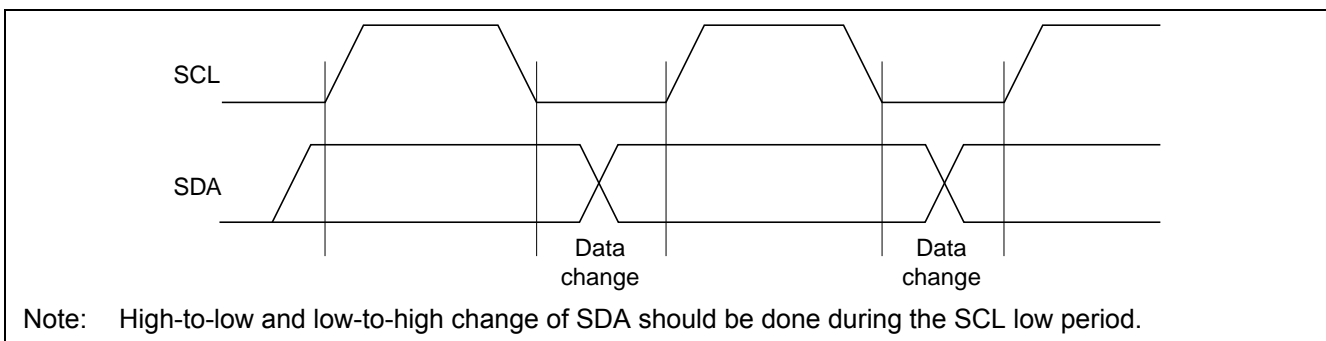 SCL
SDA
Data
change
Data
change
Note: High-to-low and low-to-high change of SDA should be done during the SCL low period.